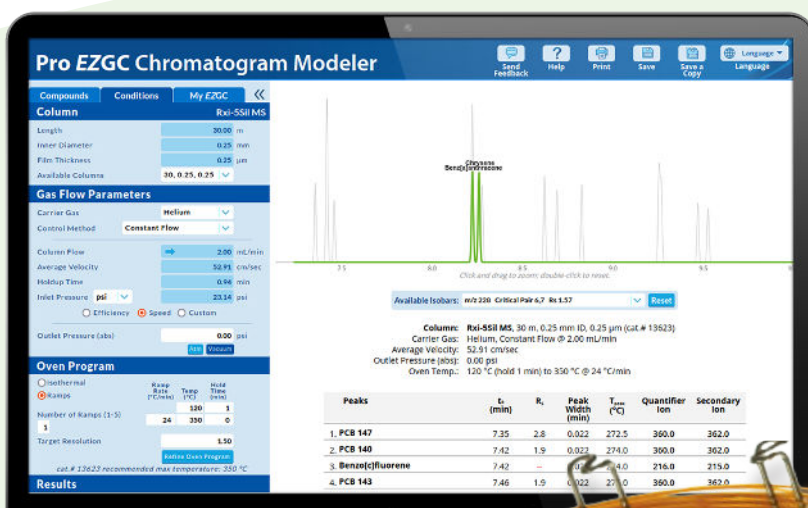 Pro EZGC Chromatogram Modeler
Send Feedback
Help
Print
Save
Save a Copy
Language
Language
Compounds Conditions My EZGC
Column Rxi-5Sil MS
Length 30.00 m
Inner Diameter 0.25 mm
Film Thickness 0.25 µm
Available Columns 30, 0.25, 0.25
Gas Flow Parameters
Carrier Gas Helium
Control Method Constant Flow
Column Flow 2.00 mL/min
Average Velocity 52.91 cm/sec
Holdup Time 0.94 min
Inlet Pressure psi 23.14 psi
Efficiency Speed Custom
Outlet Pressure (abs) 0.00 psi
Atm Vacuum
Oven Program
Isothermal
Ramps
Ramp Rate (°C/min) Temp (°C) Hold Time (min)
120 1
24 350 0
Number of Ramps (1-5)
1
Target Resolution 1.50
Refine Oven Program
cat.# 13623 recommended max temperature: 350 °C
Results
Chrysene
Benz[a]anthracene
7.5 8.0 8.5 9.0 9.5
Click and drag to zoom; double-click to reset.
Available Isobars: m/z 228 Critical Pair 6,7 Rs 1.57 Reset
Column: Rxi-5Sil MS, 30 m, 0.25 mm ID, 0.25 µm (cat.# 13623)
Carrier Gas: Helium, Constant Flow @ 2.00 mL/min
Average Velocity: 52.91 cm/sec
Outlet Pressure (abs): 0.00 psi
Oven Temp.: 120 °C (hold 1 min) to 350 °C @ 24 °C/min
Peaks tR (min) Rs Peak Width (min) Telution (°C) Quantifier Ion Secondary Ion
1. PCB 147 7.35 2.8 0.022 272.5 360.0 362.0
2. PCB 140 7.42 1.9 0.022 274.0 360.0 362.0
3. Benzo[c]fluorene 7.42 -- 216.0 215.0
4. PCB 143 7.46 1.9 360.0 362.0